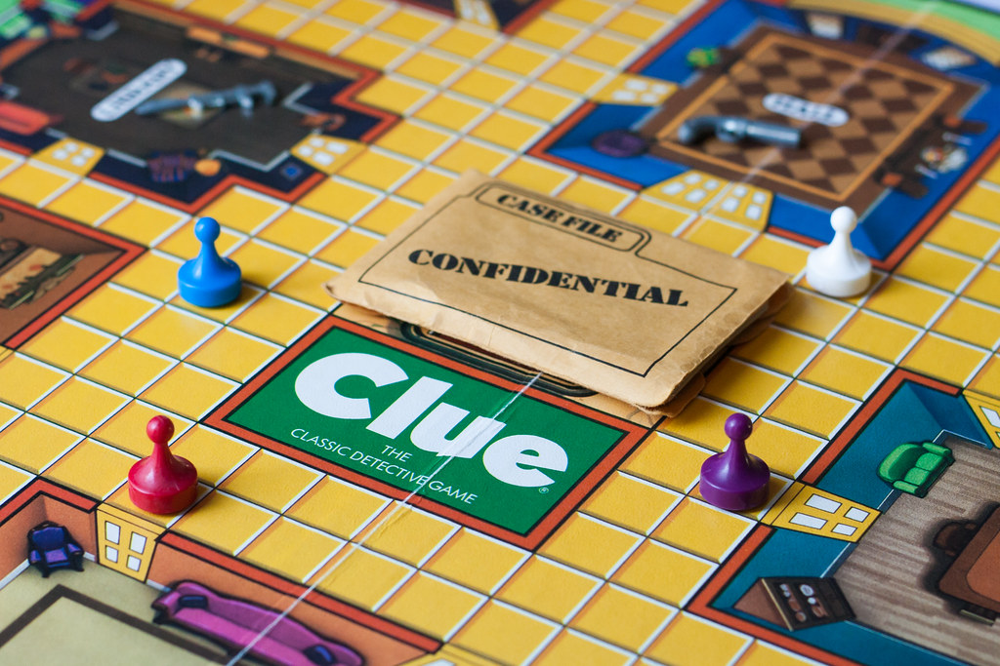 CASE FILE
CONFIDENTIAL
Clue
THE
CLASSIC DETECTIVE GAME
®